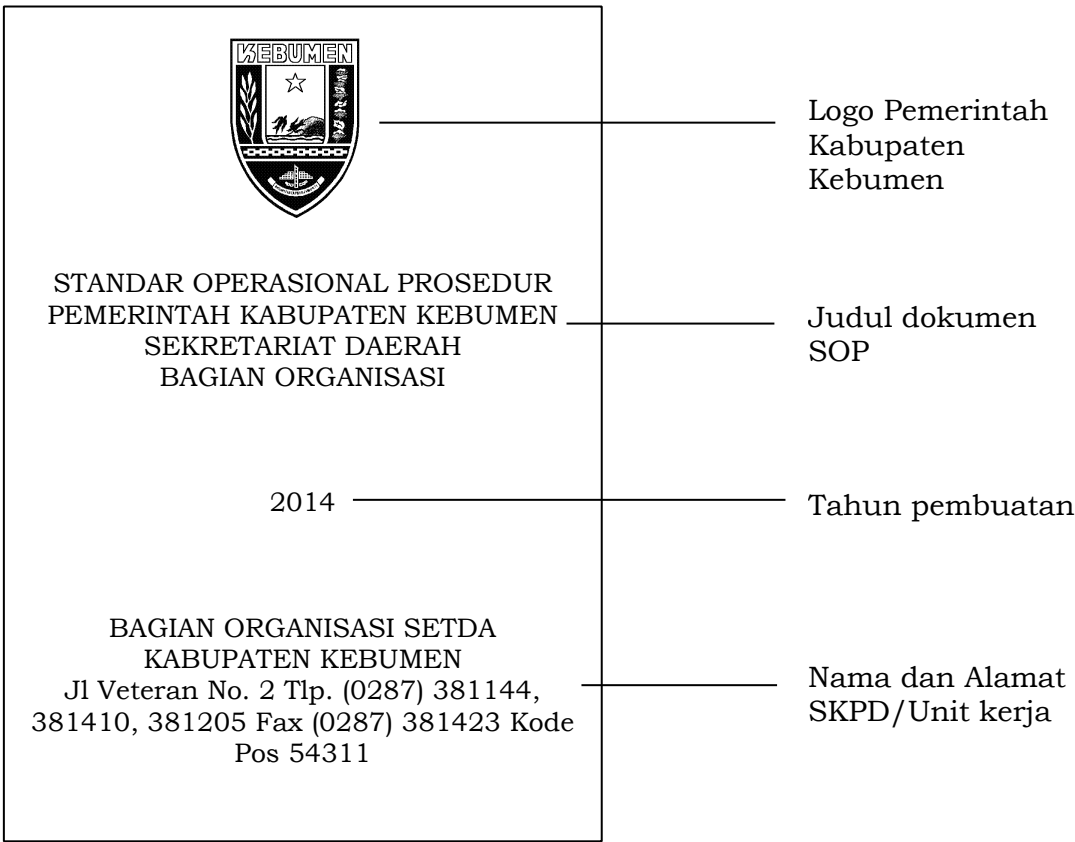 KEBUMEN
Logo Pemerintah
Kabupaten
Kebumen
STANDAR OPERASIONAL PROSEDUR
PEMERINTAH KABUPATEN KEBUMEN
SEKRETARIAT DAERAH
BAGIAN ORGANISASI
Judul dokumen
SOP
2014
Tahun pembuatan
BAGIAN ORGANISASI SETDA
KABUPATEN KEBUMEN
Jl Veteran No. 2 Tlp. (0287) 381144,
381410, 381205 Fax (0287) 381423 Kode
Pos 54311
Nama dan Alamat
SKPD/Unit kerja